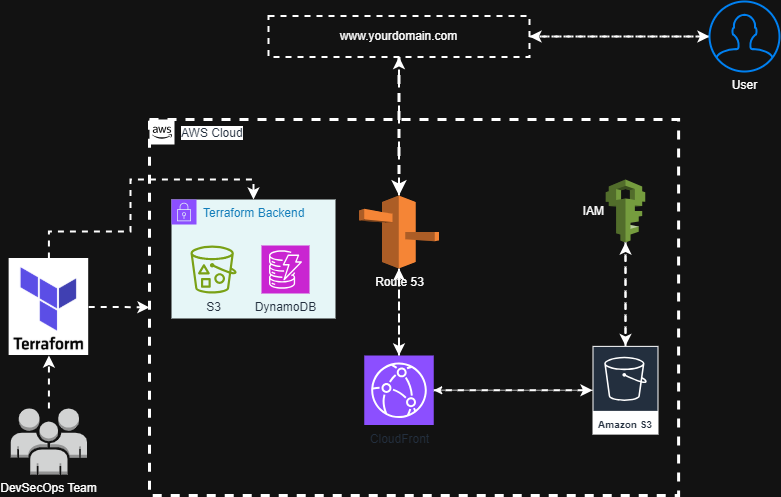 www.yourdomain.com
User
aws
AWS Cloud
Terraform Backend
IAM
S3
DynamoDB
Route 53
Terraform
CloudFront
Amazon S3
DevSecOps Team